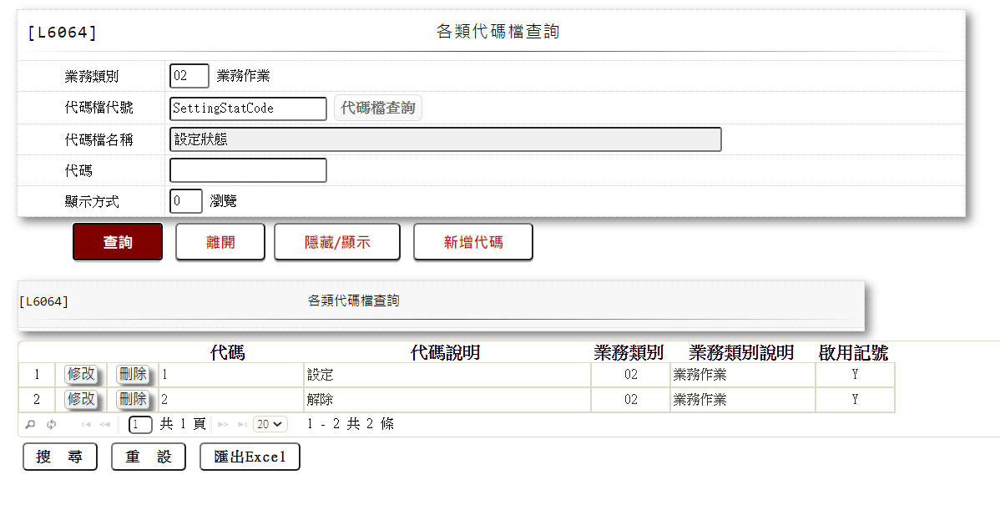 [L6064] 各類代碼檔查詢
業務類別 02 業務作業
代碼檔代號 SettingStatCode 代碼檔查詢
代碼檔名稱 設定狀態
代碼
顯示方式 0 瀏覽
查詢 離開 隱藏/顯示 新增代碼
[L6064] 各類代碼檔查詢
代碼 代碼說明 業務類別 業務類別說明 啟用記號
1 修改 刪除 1 設定 02 業務作業 Y
2 修改 刪除 2 解除 02 業務作業 Y
1 共 1 頁 20 1 - 2 共 2 條
搜 尋 重 設 匯出Excel